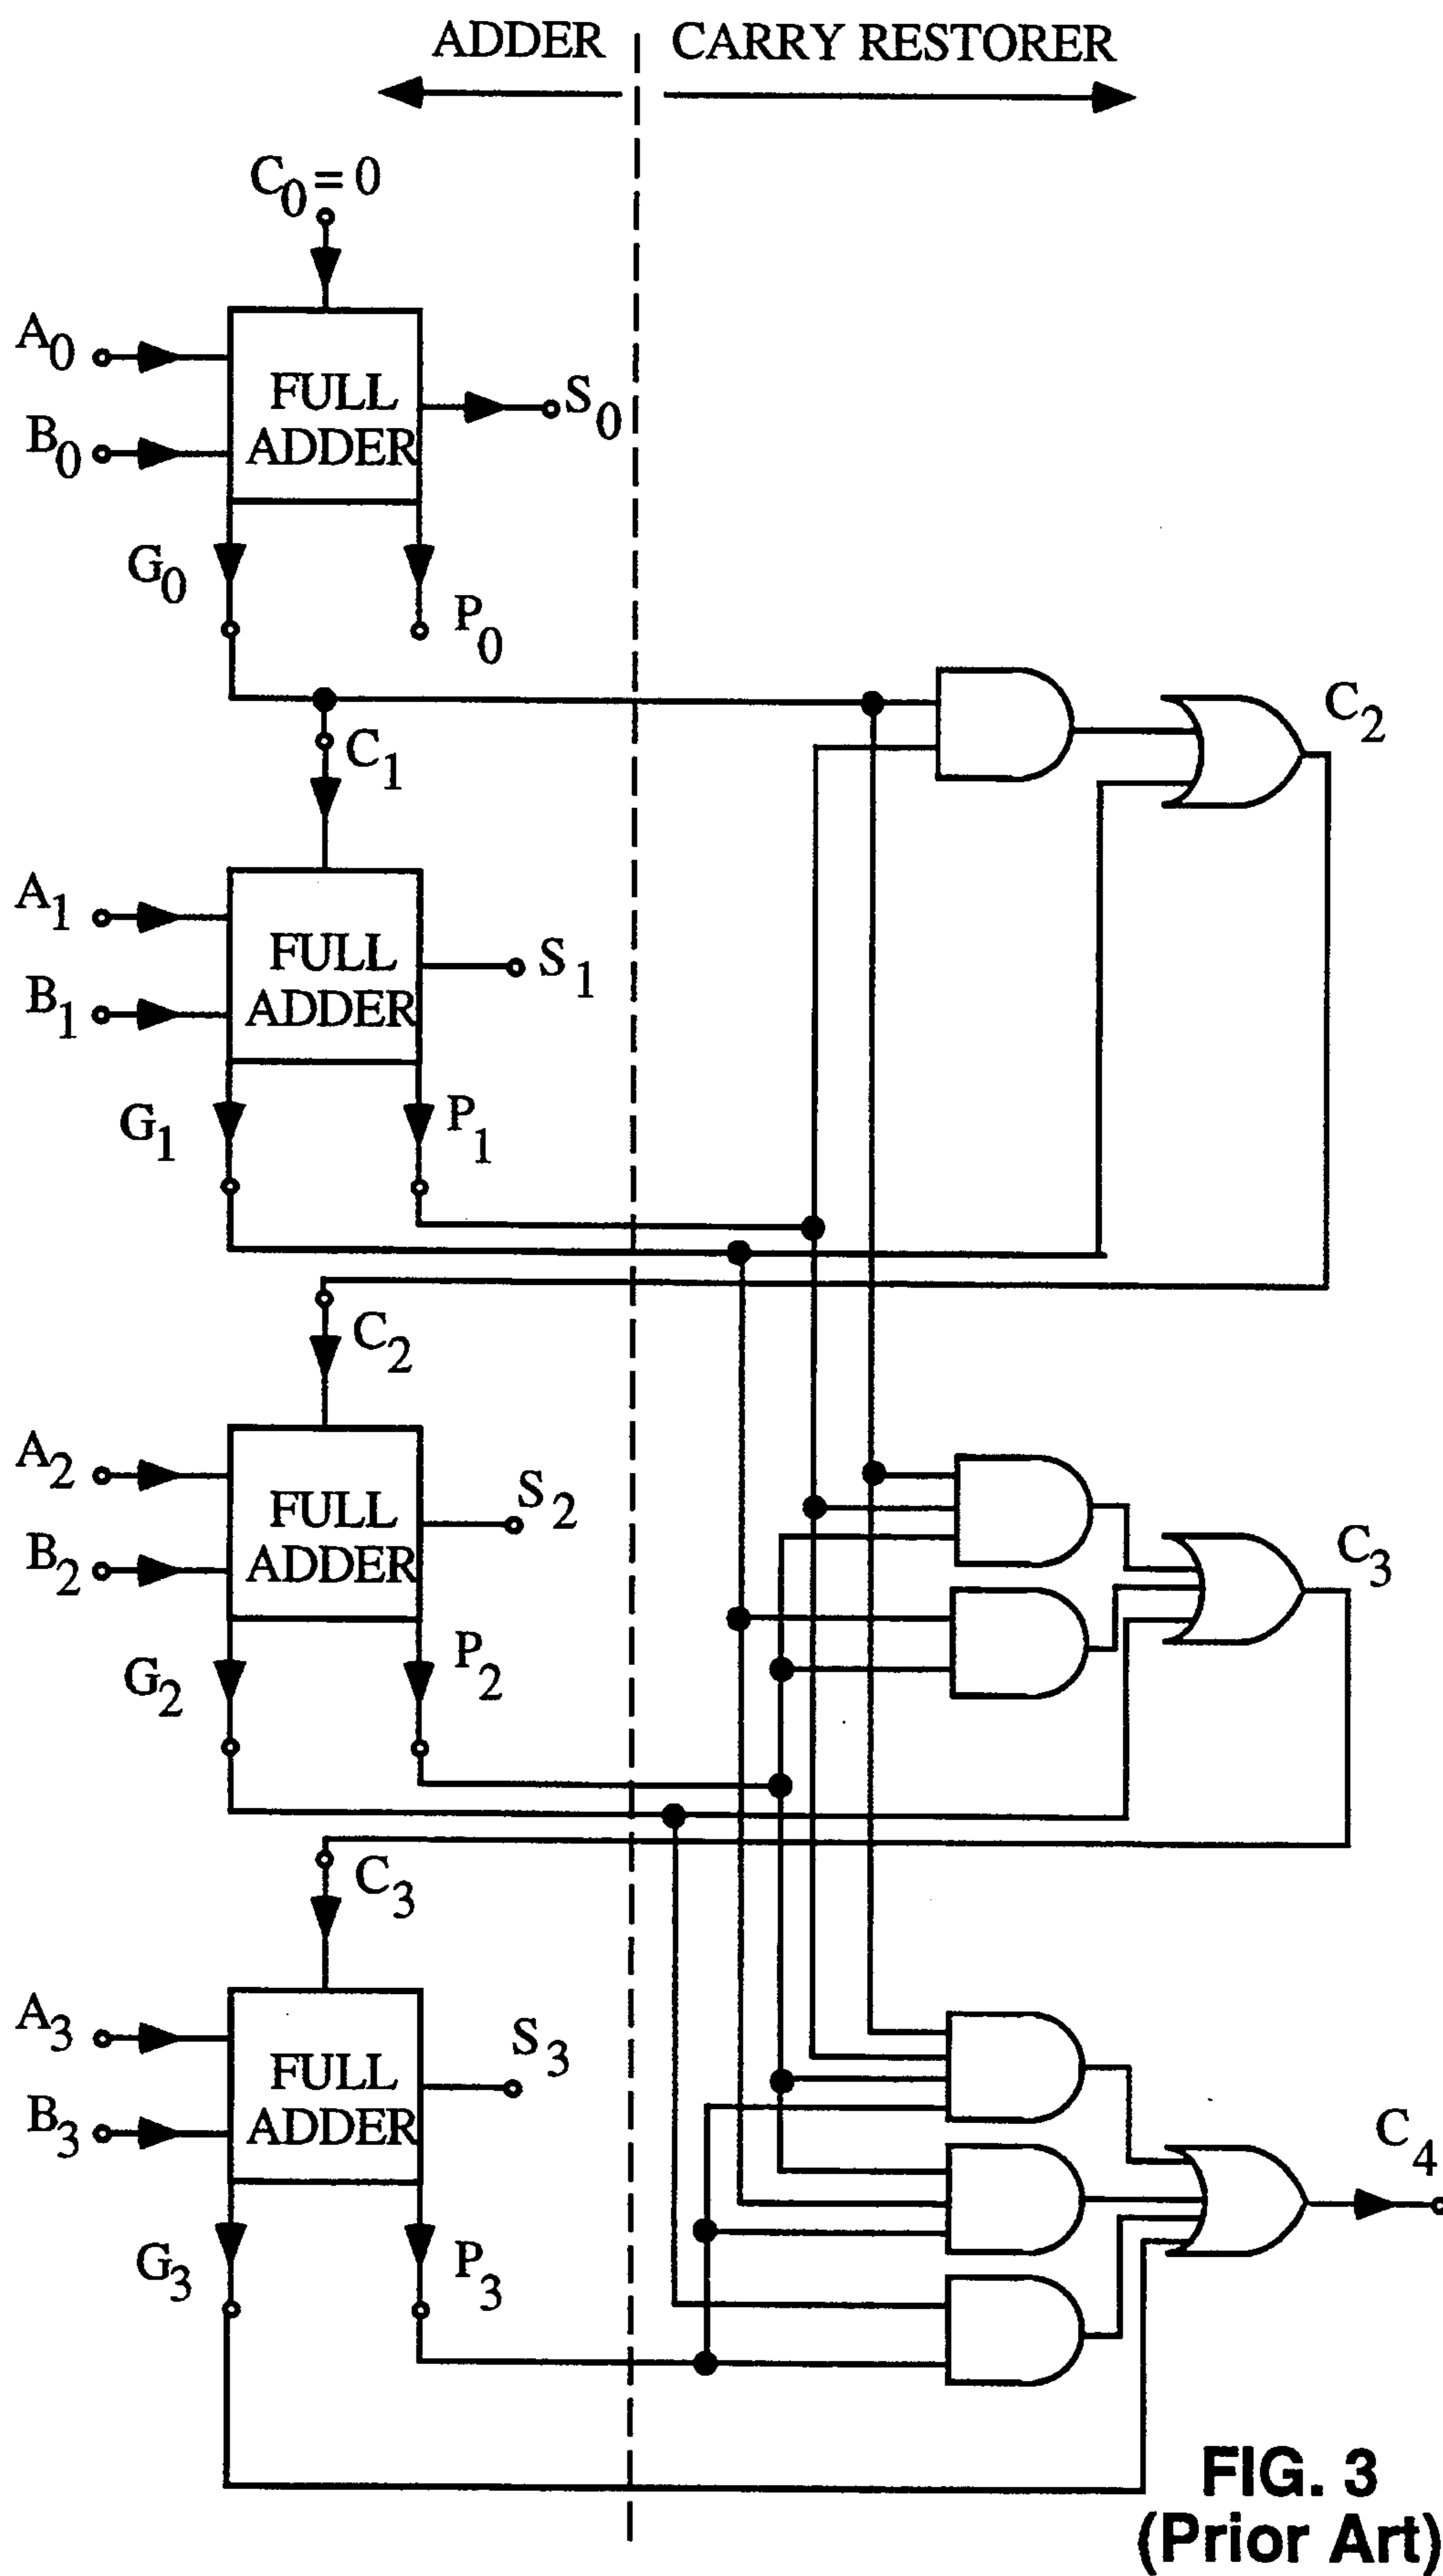 ADDER CARRY RESTORER
C0 = 0
A0
FULL ADDER
S0
B0
G0
P0
C2
C1
A1
FULL ADDER
S1
B1
G1
P1
C2
A2
FULL ADDER
S2
B2
C3
G2
P2
C3
A3
FULL ADDER
S3
B3
C4
G3
P3
FIG. 3
(Prior Art)